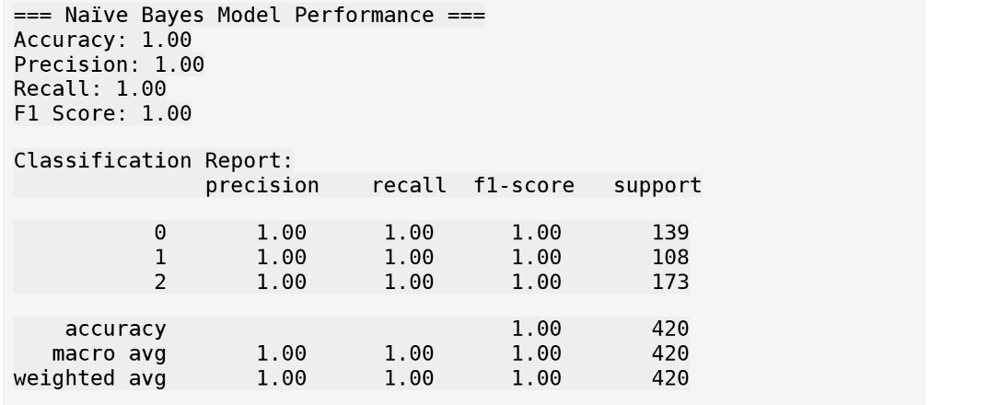 === Naïve Bayes Model Performance ===
Accuracy: 1.00
Precision: 1.00
Recall: 1.00
F1 Score: 1.00
Classification Report:
precision    recall  f1-score   support
0       1.00      1.00      1.00       139
1       1.00      1.00      1.00       108
2       1.00      1.00      1.00       173
accuracy                           1.00       420
macro avg       1.00      1.00      1.00       420
weighted avg       1.00      1.00      1.00       420